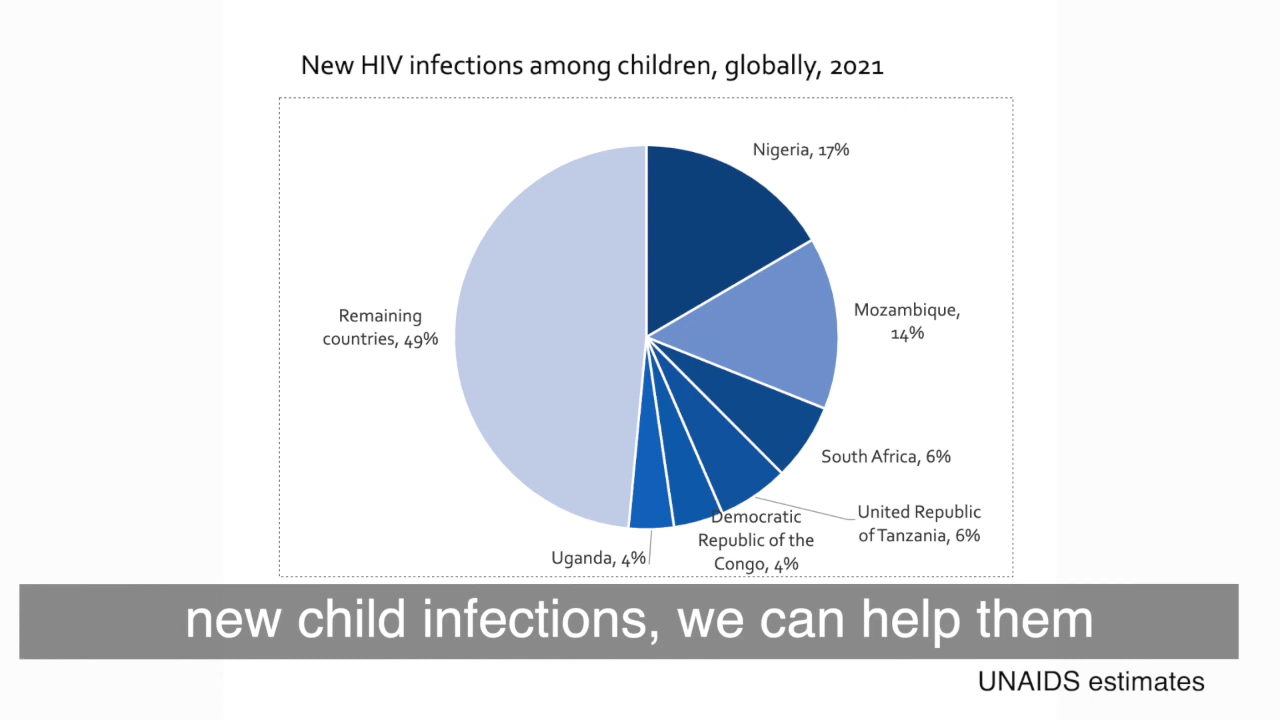 New HIV infections among children, globally, 2021
Nigeria, 17%
Mozambique,
14%
Remaining
countries, 49%
South Africa, 6%
United Republic
of Tanzania, 6%
Democratic
Republic of the
Congo, 4%
Uganda, 4%
new child infections, we can help them
UNAIDS estimates